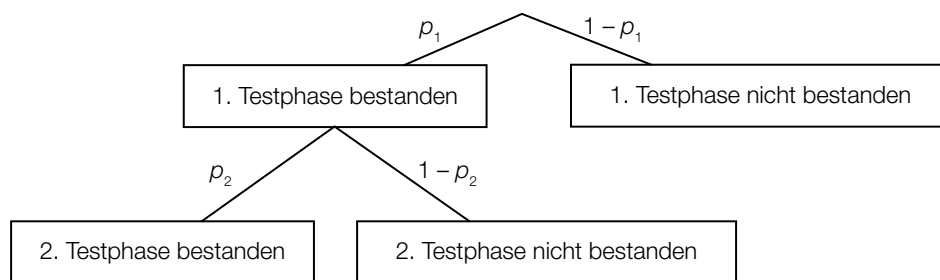 p₁
1 – p₁
1. Testphase bestanden
1. Testphase nicht bestanden
p₂
1 – p₂
2. Testphase bestanden
2. Testphase nicht bestanden